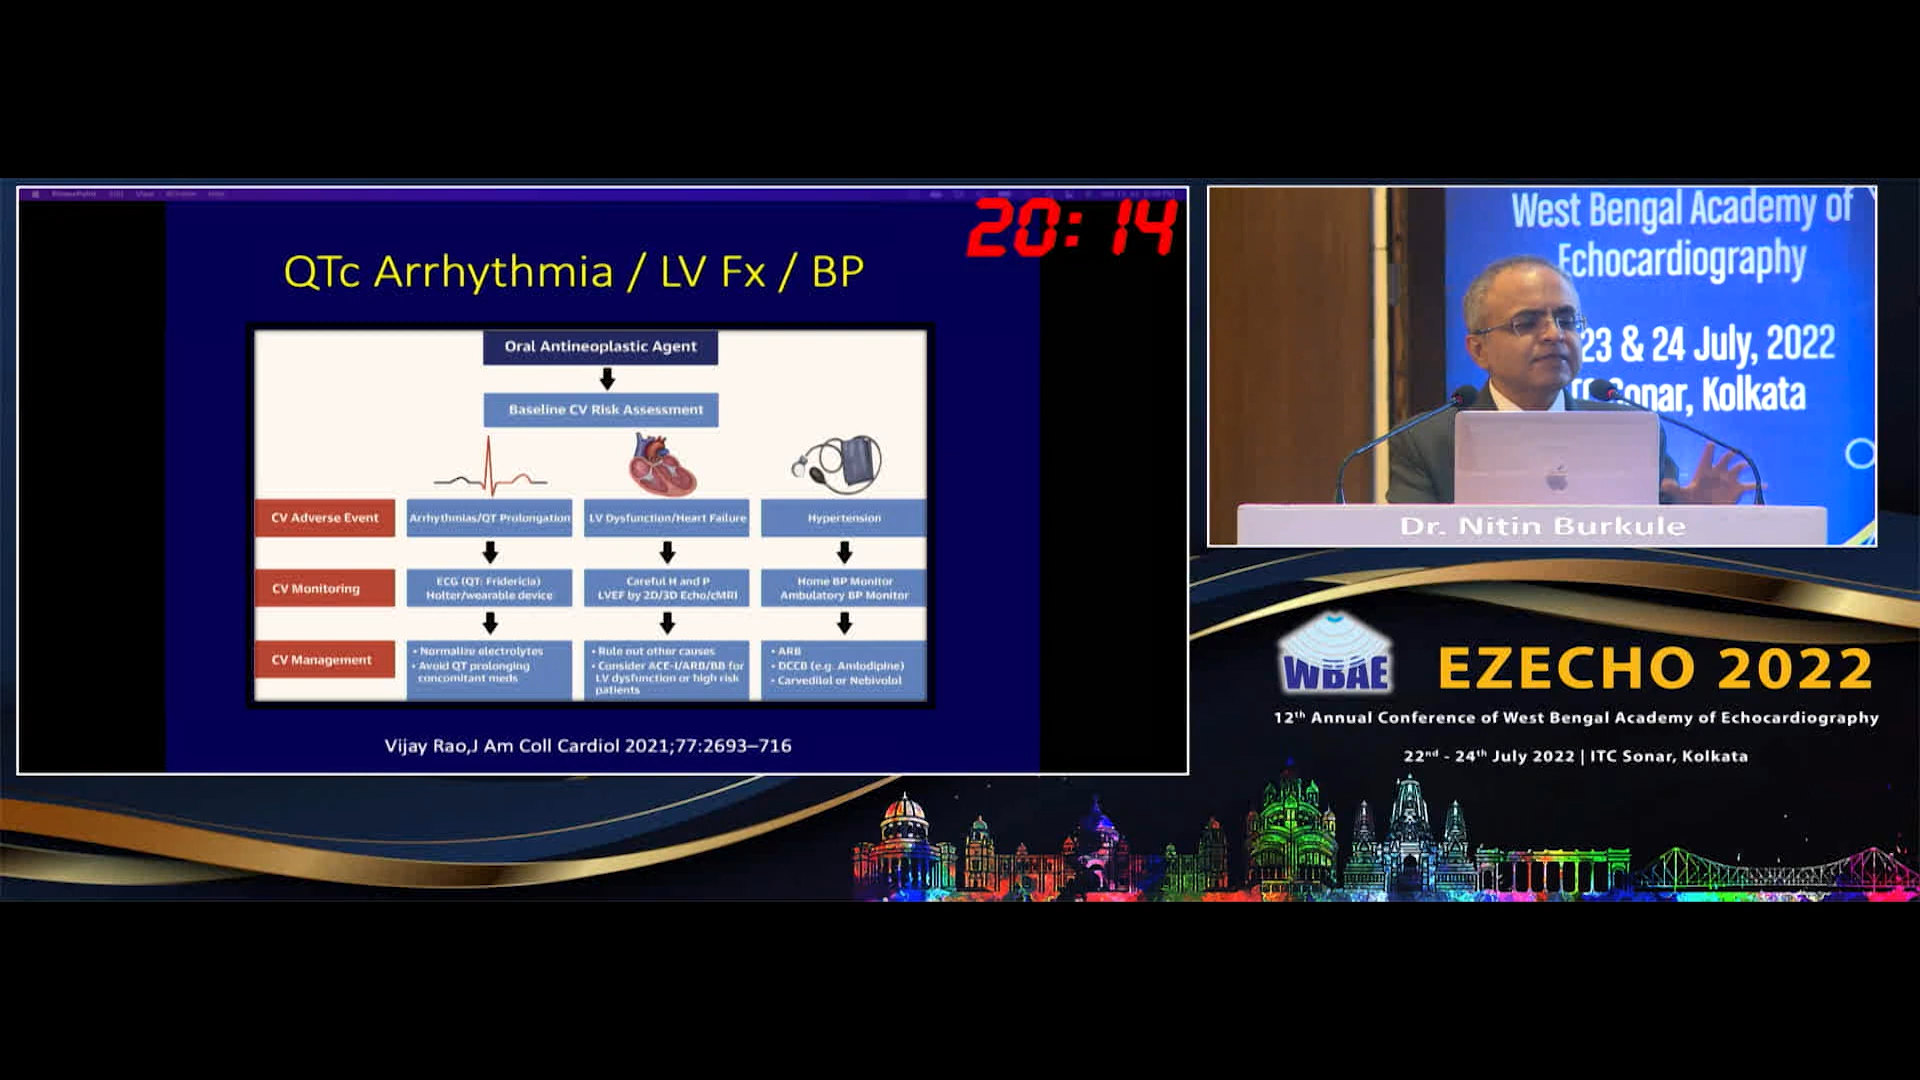 20:14
QTc Arrhythmia / LV Fx / BP
Oral Antineoplastic Agent
Baseline CV Risk Assessment
CV Adverse Event
Arrhythmias/QT Prolongation
LV Dysfunction/Heart Failure
Hypertension
CV Monitoring
ECG (QT: Fridericia)
Holter/wearable device
Careful H and P
LVEF by 2D/3D Echo/cMRI
Home BP Monitor
Ambulatory BP Monitor
CV Management
• Normalize electrolytes
• Avoid QT prolonging
concomitant meds
• Rule out other causes
• Consider ACE-I/ARB/BB for
LV dysfunction or high risk
patients
• ARB
• DCCB (e.g. Amlodipine)
• Carvedilol or Nebivolol
Vijay Rao,J Am Coll Cardiol 2021;77:2693–716
West Bengal Academy of
Echocardiography
23 & 24 July, 2022
Sonar, Kolkata
Dr. Nitin Burkule
WBAE
EZECHO 2022
12th Annual Conference of West Bengal Academy of Echocardiography
22nd - 24th July 2022 | ITC Sonar, Kolkata